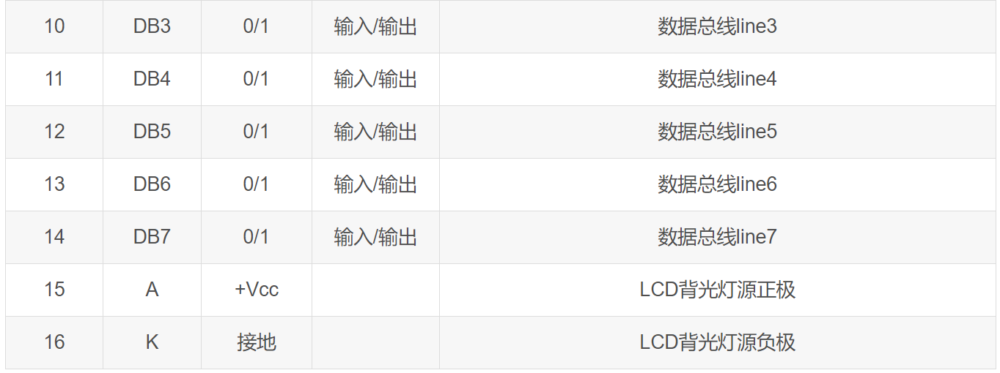 10 DB3 0/1 输入/输出 数据总线line3
11 DB4 0/1 输入/输出 数据总线line4
12 DB5 0/1 输入/输出 数据总线line5
13 DB6 0/1 输入/输出 数据总线line6
14 DB7 0/1 输入/输出 数据总线line7
15 A +Vcc LCD背光灯源正极
16 K 接地 LCD背光灯源负极